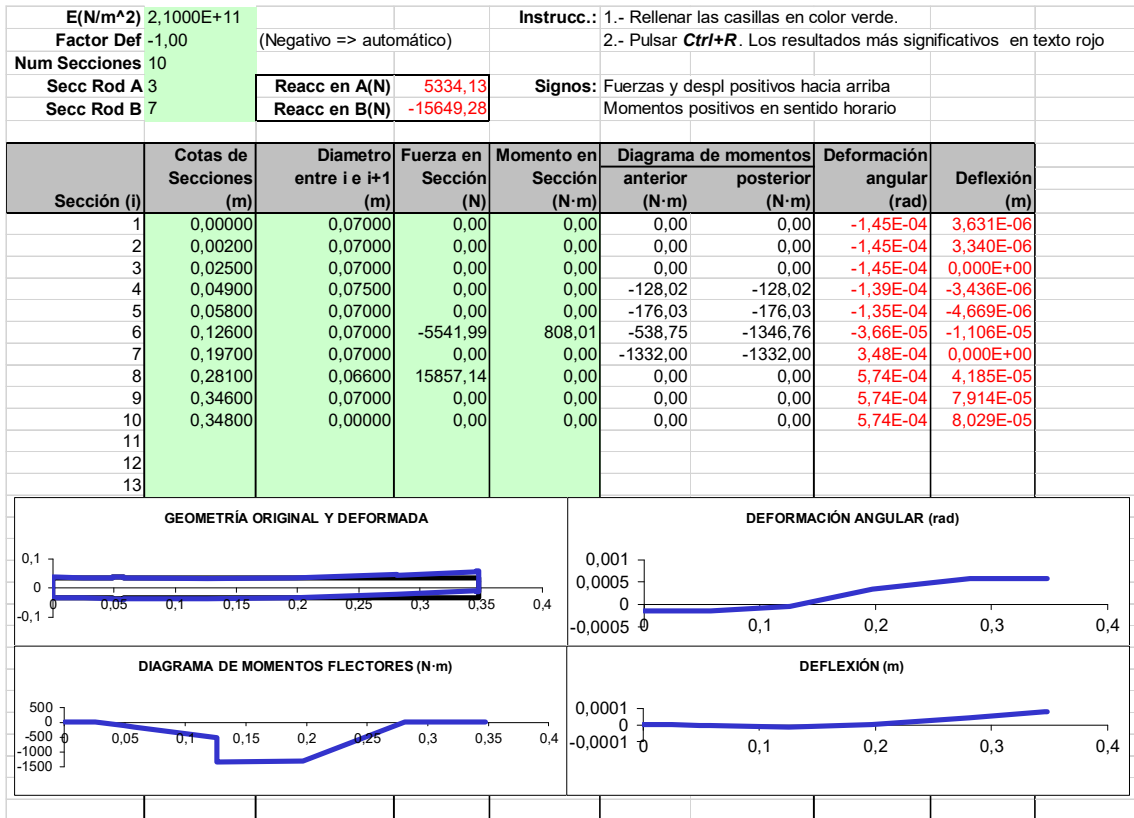 E(N/m^2) 2,1000E+11 Instrucc.: 1.- Rellenar las casillas en color verde.
Factor Def -1,00 (Negativo => automático) 2.- Pulsar Ctrl+R. Los resultados más significativos en texto rojo
Num Secciones 10
Secc Rod A 3 Reacc en A(N) 5334,13 Signos: Fuerzas y despl positivos hacia arriba
Secc Rod B 7 Reacc en B(N) -15649,28 Momentos positivos en sentido horario
Cotas de Diametro Fuerza en Momento en Diagrama de momentos Deformación
Secciones entre i e i+1 Sección Sección anterior posterior angular Deflexión
Sección (i) (m) (m) (N) (N·m) (N·m) (N·m) (rad) (m)
1 0,00000 0,07000 0,00 0,00 0,00 0,00 -1,45E-04 3,631E-06
2 0,00200 0,07000 0,00 0,00 0,00 0,00 -1,45E-04 3,340E-06
3 0,02500 0,07000 0,00 0,00 0,00 0,00 -1,45E-04 0,000E+00
4 0,04900 0,07500 0,00 0,00 -128,02 -128,02 -1,39E-04 -3,436E-06
5 0,05800 0,07000 0,00 0,00 -176,03 -176,03 -1,35E-04 -4,669E-06
6 0,12600 0,07000 -5541,99 808,01 -538,75 -1346,76 -3,66E-05 -1,106E-05
7 0,19700 0,07000 0,00 0,00 -1332,00 -1332,00 3,48E-04 0,000E+00
8 0,28100 0,06600 15857,14 0,00 0,00 0,00 5,74E-04 4,185E-05
9 0,34600 0,07000 0,00 0,00 0,00 0,00 5,74E-04 7,914E-05
10 0,34800 0,00000 0,00 0,00 0,00 0,00 5,74E-04 8,029E-05
11
12
13
GEOMETRÍA ORIGINAL Y DEFORMADA
0,1
0
-0,1
0 0,05 0,1 0,15 0,2 0,25 0,3 0,35 0,4
DEFORMACIÓN ANGULAR (rad)
0,001
0,0005
0
-0,0005
0 0,1 0,2 0,3 0,4
DIAGRAMA DE MOMENTOS FLECTORES (N·m)
500
0
-500
-1000
-1500
0 0,05 0,1 0,15 0,2 0,25 0,3 0,35 0,4
DEFLEXIÓN (m)
0,0001
0
-0,0001
0 0,1 0,2 0,3 0,4